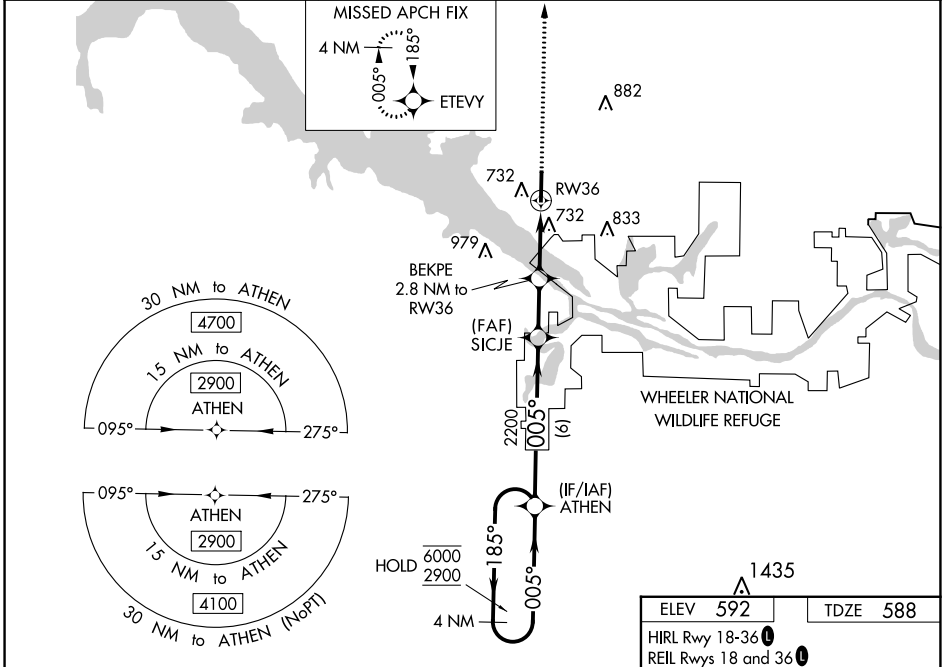 MISSED APCH FIX
4 NM
005°
185°
ETEVY
882
732
RW36
732
833
979
BEKPE
2.8 NM to
RW36
(FAF)
SICJE
30 NM to ATHEN
4700
15 NM to ATHEN
2900
ATHEN
095°
275°
WHEELER NATIONAL
WILDLIFE REFUGE
2200
005°
(6)
095°
275°
ATHEN
2900
15 NM to ATHEN
4100
30 NM to ATHEN (NoPT)
(IF/IAF)
ATHEN
185°
005°
HOLD 6000
2900
4 NM
1435
ELEV 592
TDZE 588
HIRL Rwy 18-36 L
REIL Rwys 18 and 36 L